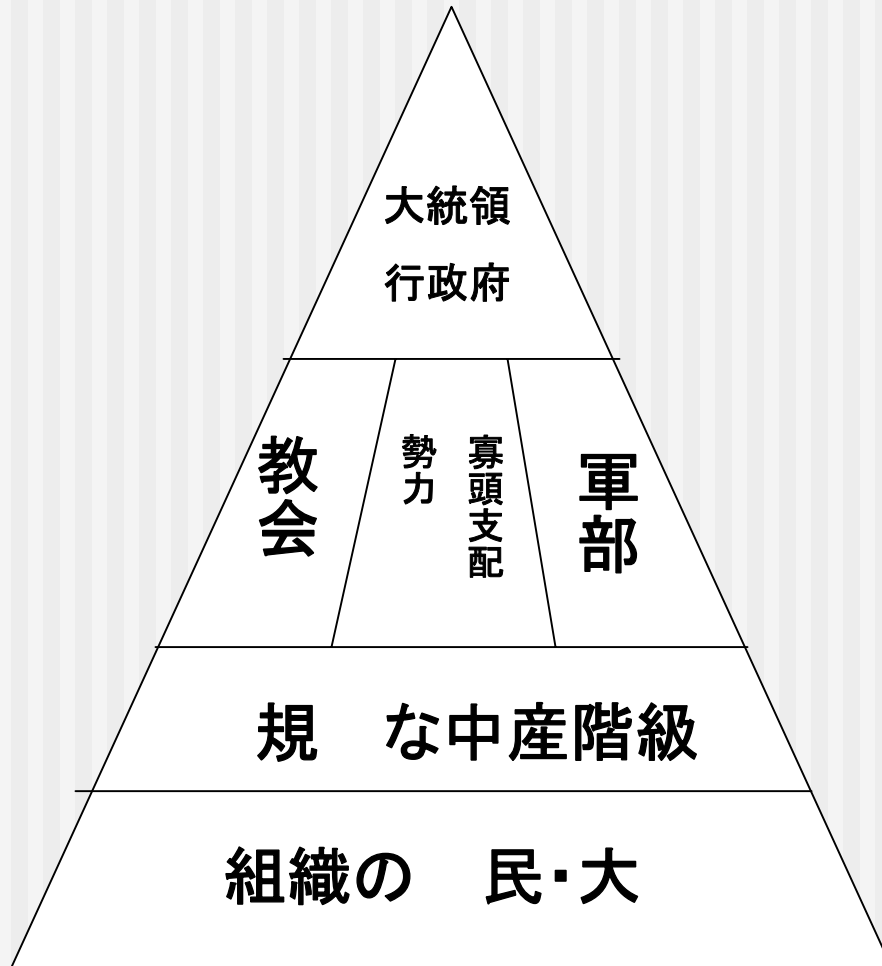 大統領
行政府
教会
寡頭支配
勢力
軍部
規　な中産階級
組織の　民・大